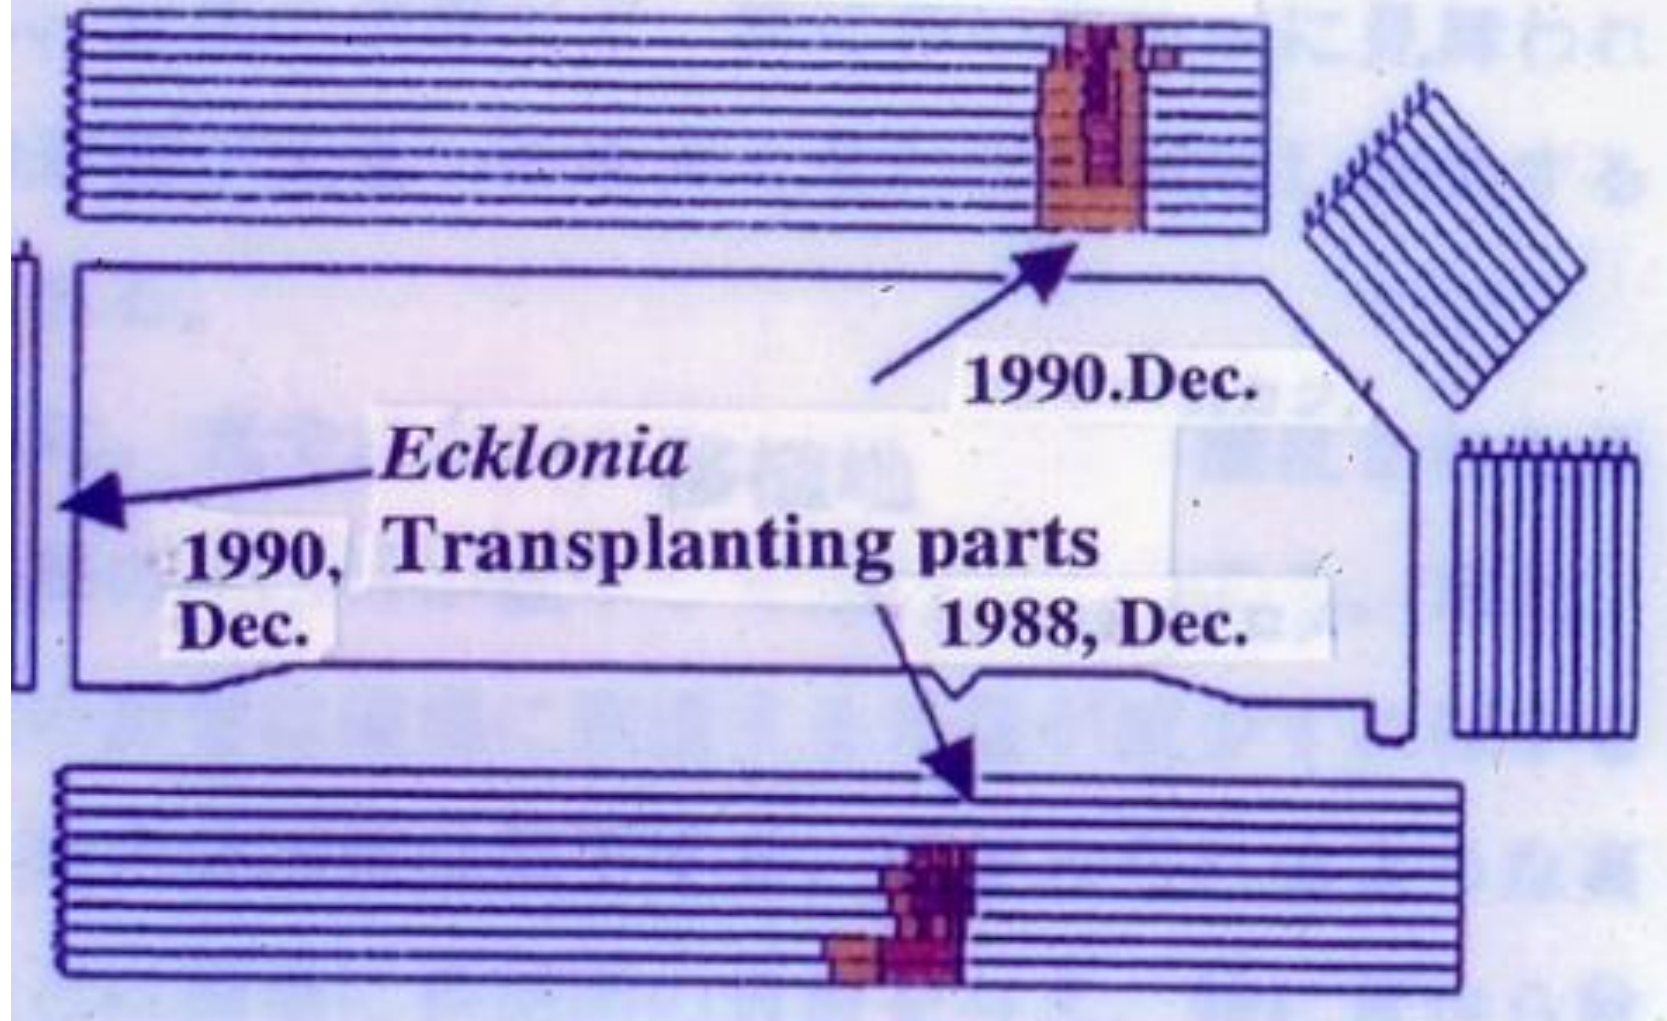 1990.Dec.
Ecklonia
Transplanting parts
1990,
Dec.
1988, Dec.